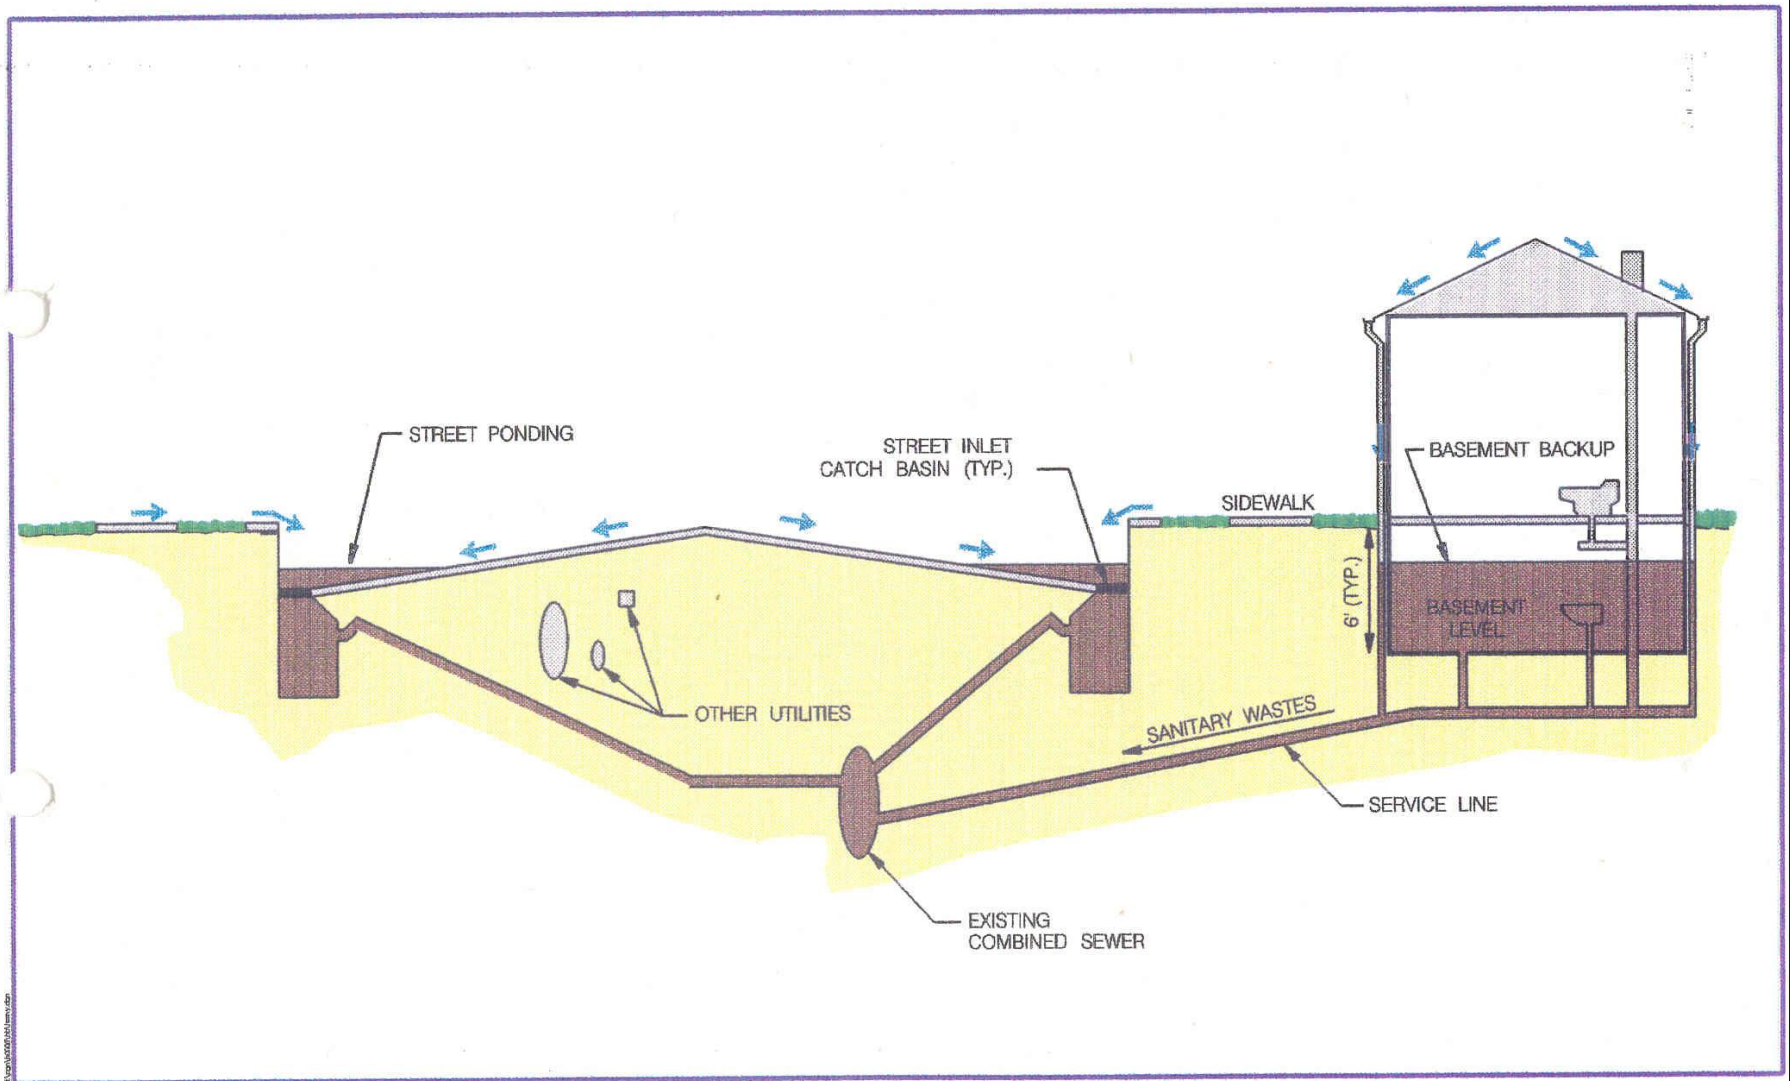 STREET PONDING
STREET INLET
CATCH BASIN (TYP.)
BASEMENT BACKUP
SIDEWALK
6' (TYP.)
BASEMENT
LEVEL
OTHER UTILITIES
SANITARY WASTES
SERVICE LINE
EXISTING
COMBINED SEWER